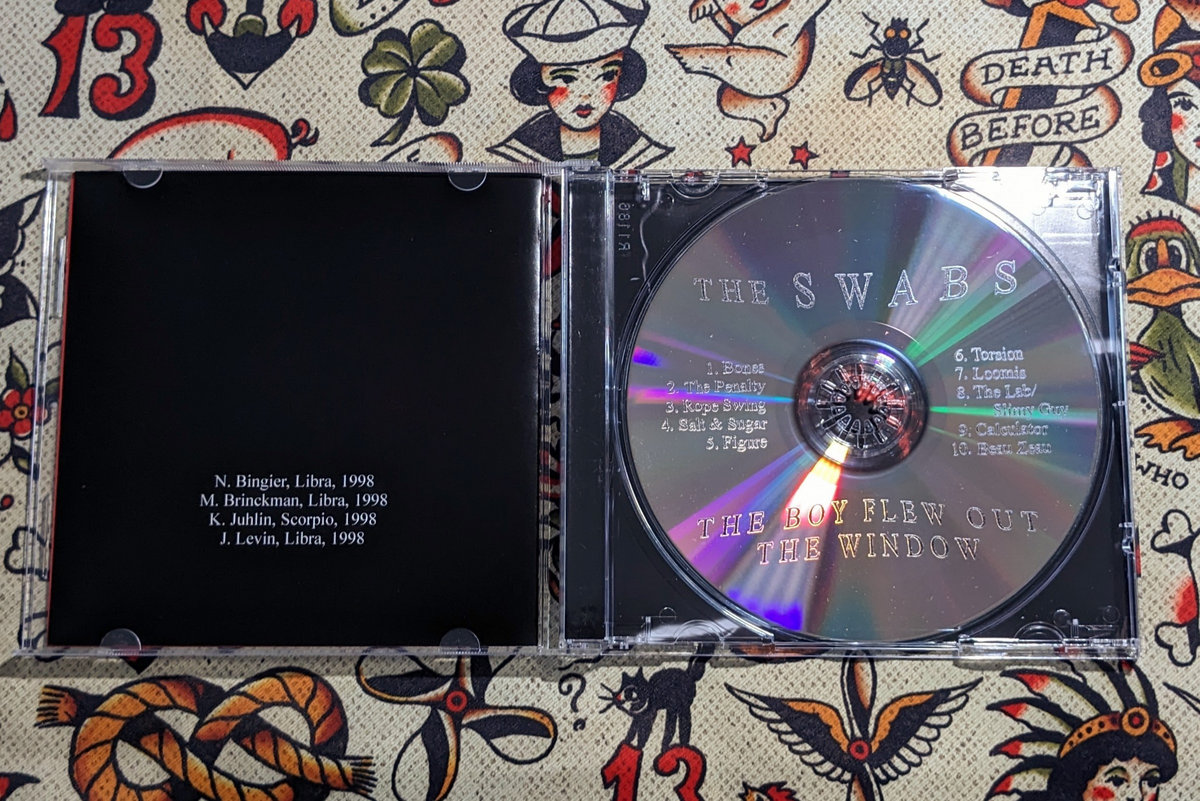 13
DEATH
BEFORE
R1189
N. Bingier, Libra, 1998
M. Brinckman, Libra, 1998
K. Juhlin, Scorpio, 1998
J. Levin, Libra, 1998
THE SWABS
1. Bones
2. The Penalty
3. Rope Swing
4. Salt & Sugar
5. Figure
6. Torsion
7. Loomis
8. The Lab/
Slimy Guy
9. Calculator
10. Beau Zeau
THE BOY FLEW OUT
THE WINDOW
WHO
?
13